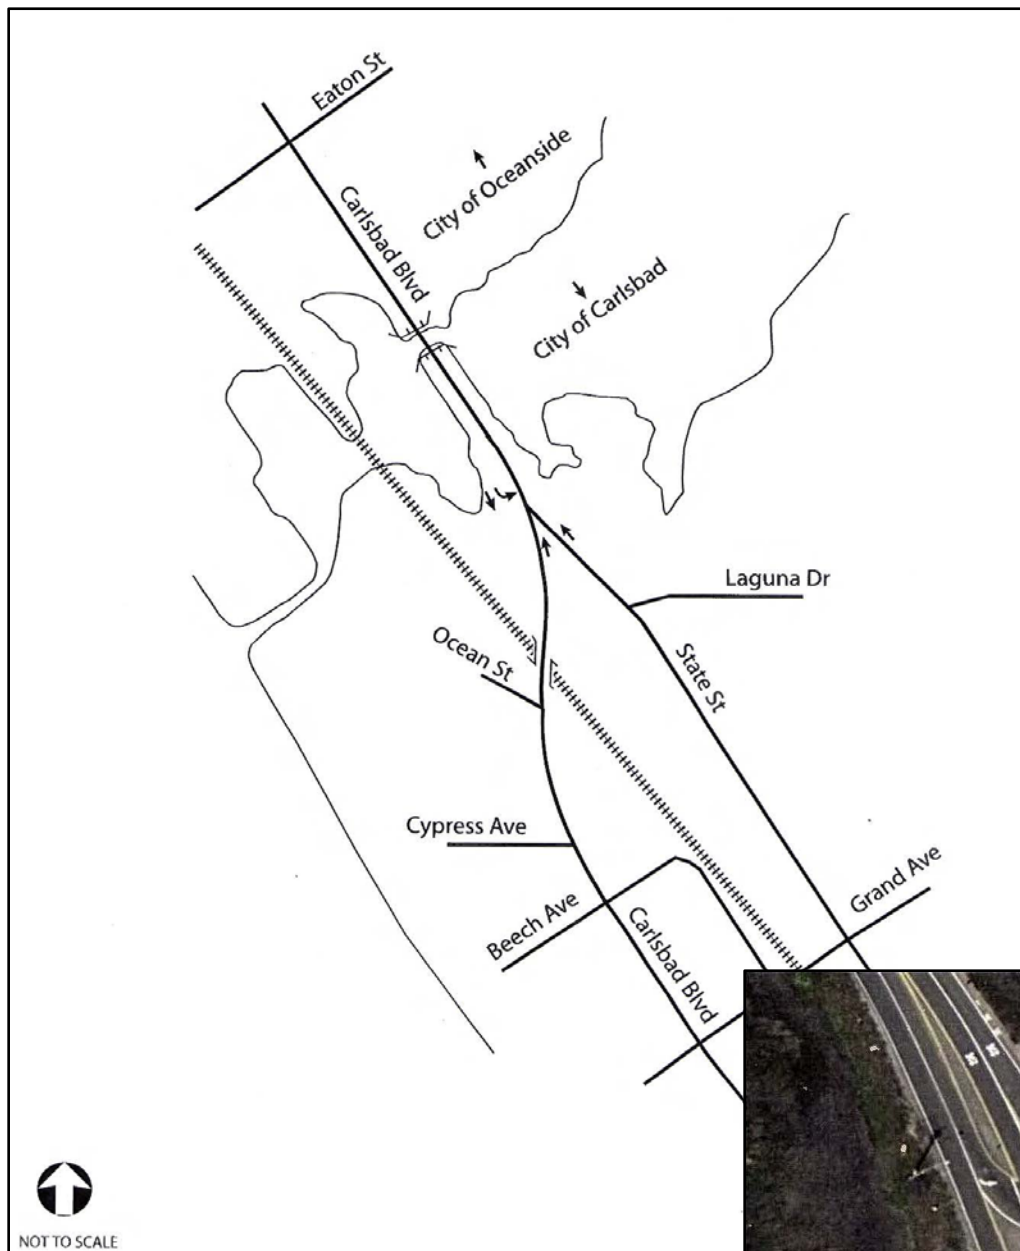 Eaton St
City of Oceanside
Carlsbad Blvd
City of Carlsbad
Laguna Dr
Ocean St
State St
Cypress Ave
Grand Ave
Beech Ave
Carlsbad Blvd
NOT TO SCALE